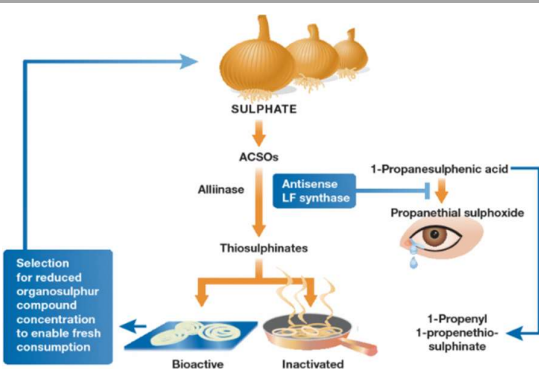 SULPHATE
ACSOs
Alliinase
Antisense
LF synthase
1-Propanesulphenic acid
Propanethial sulphoxide
Thiosulphinates
Selection
for reduced
organosulphur
compound
concentration
to enable fresh
consumption
Bioactive
Inactivated
1-Propenyl
1-propenethio-
sulphinate